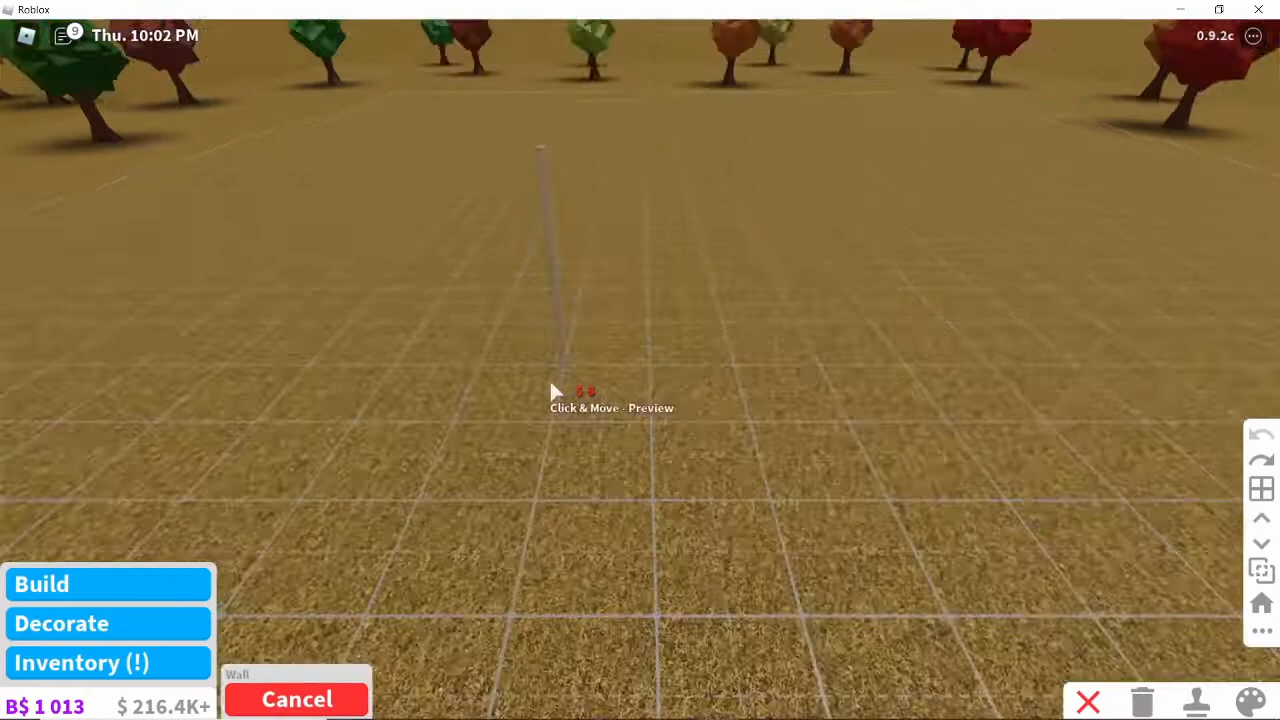 Roblox
9
Thu. 10:02 PM
0.9.2c
Click & Move - Preview
Build
Decorate
Inventory (!)
Wall
Cancel
B$ 1 013
$ 216.4K+